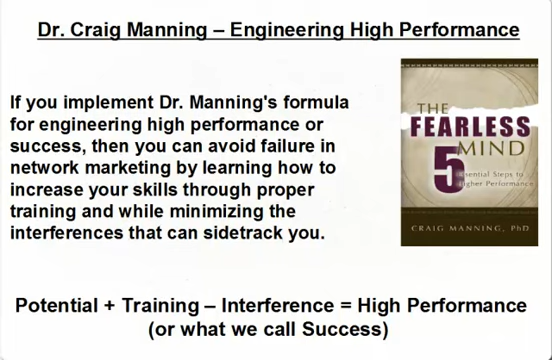 Dr. Craig Manning – Engineering High Performance
If you implement Dr. Manning's formula
for engineering high performance or
success, then you can avoid failure in
network marketing by learning how to
increase your skills through proper
training and while minimizing the
interferences that can sidetrack you.
THE
FEARLESS
MIND
5
Essential Steps to
Higher Performance
CRAIG MANNING, PhD
Potential + Training – Interference = High Performance
(or what we call Success)